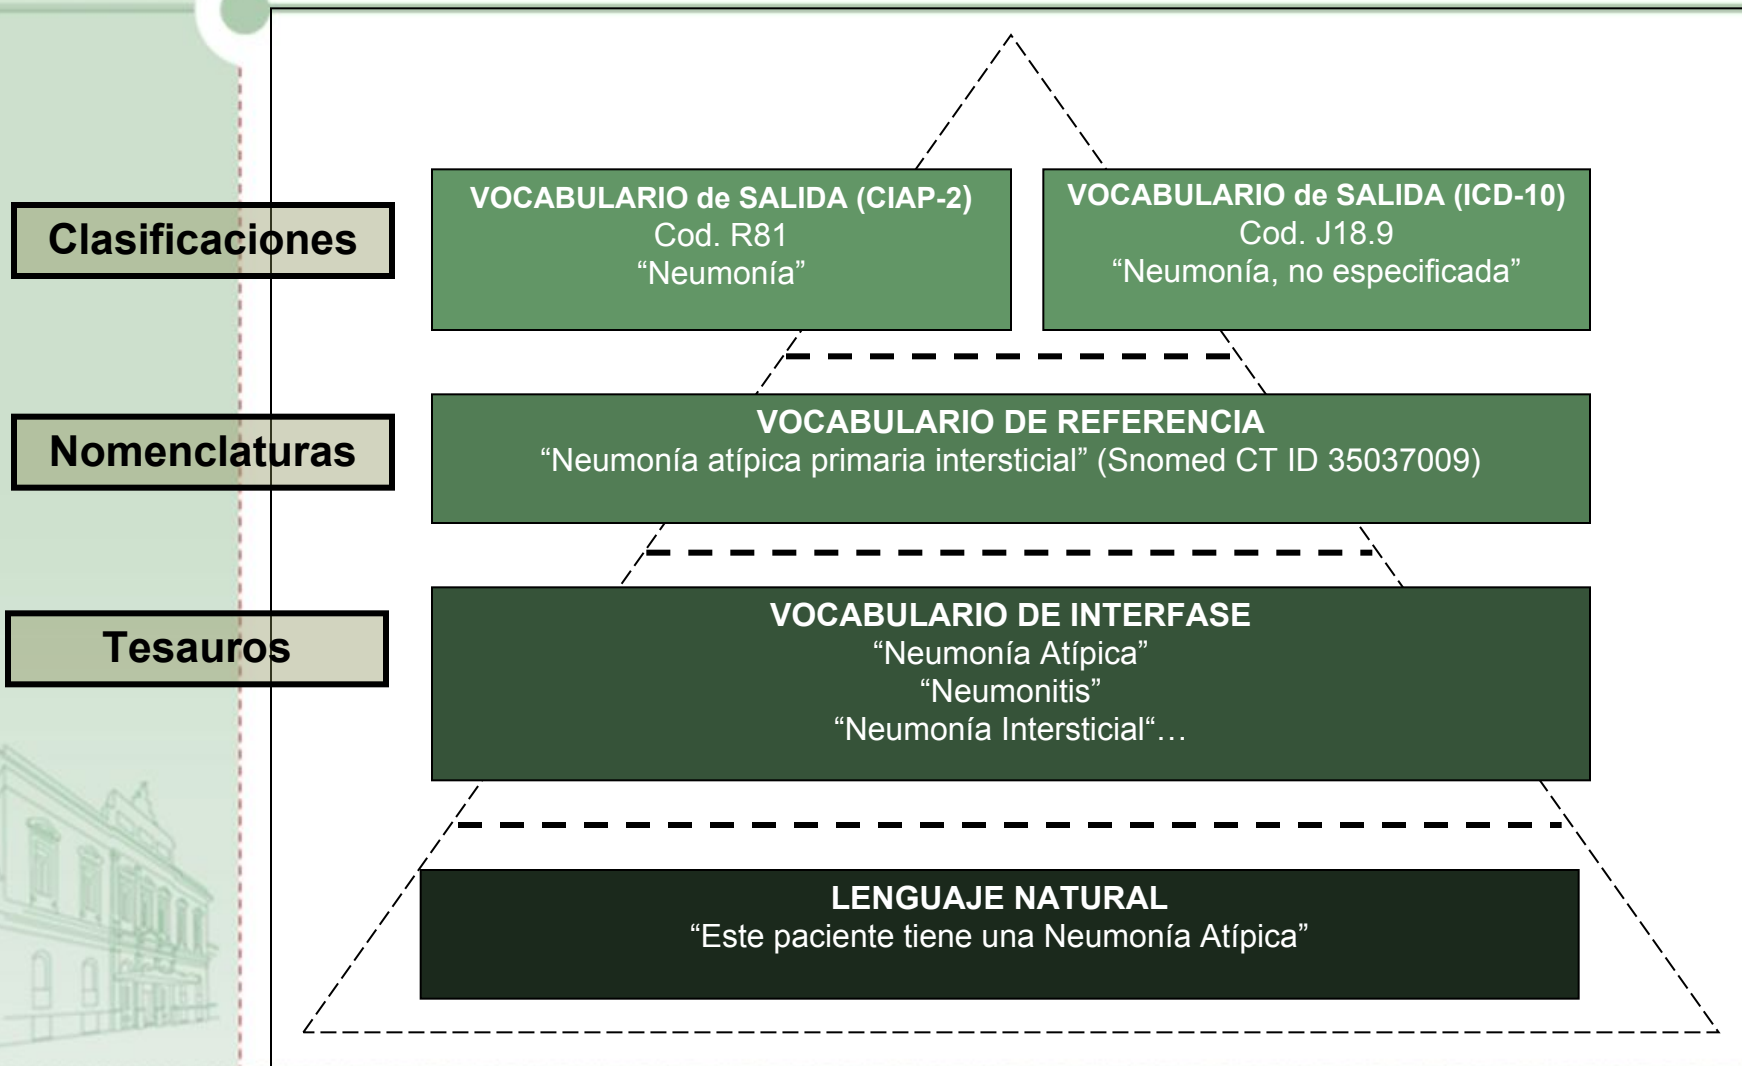 Clasificaciones
VOCABULARIO de SALIDA (CIAP-2)
Cod. R81
“Neumonía”
VOCABULARIO de SALIDA (ICD-10)
Cod. J18.9
“Neumonía, no especificada”
Nomenclaturas
VOCABULARIO DE REFERENCIA
“Neumonía atípica primaria intersticial” (Snomed CT ID 35037009)
Tesauros
VOCABULARIO DE INTERFASE
“Neumonía Atípica”
“Neumonitis”
“Neumonía Intersticial“…
LENGUAJE NATURAL
“Este paciente tiene una Neumonía Atípica”